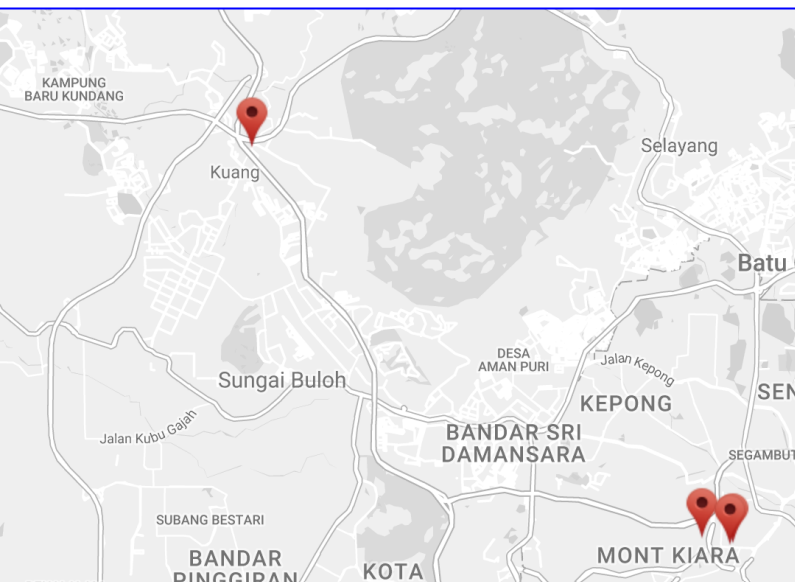 KAMPUNG
BARU KUNDANG
Selayang
Kuang
Batu
DESA
AMAN PURI
Jalan Kepong
Sungai Buloh
KEPONG
SEN
Jalan Kubu Gajah
BANDAR SRI
DAMANSARA
SEGAMBUT
SUBANG BESTARI
BANDAR
PINGGIRAN
MONT KIARA
KOTA